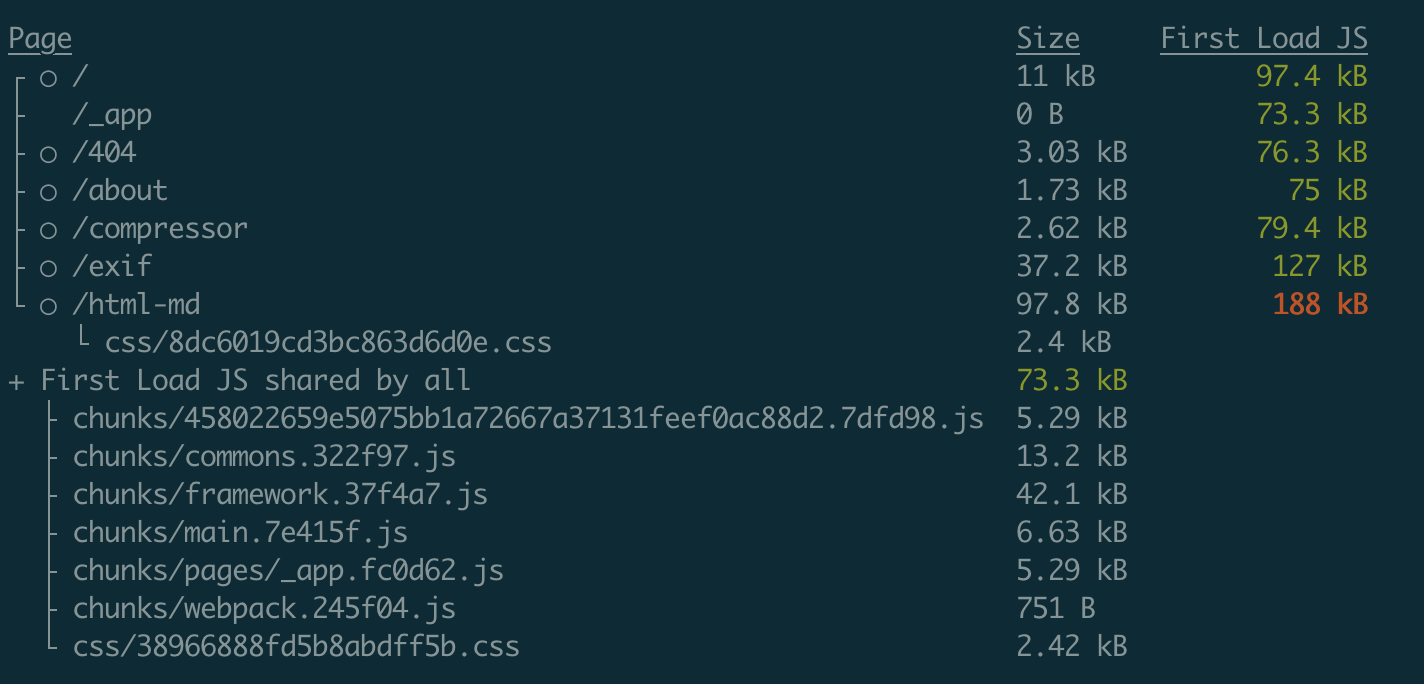 Page Size First Load JS
┌ ○ / 11 kB 97.4 kB
├ /_app 0 B 73.3 kB
├ ○ /404 3.03 kB 76.3 kB
├ ○ /about 1.73 kB 75 kB
├ ○ /compressor 2.62 kB 79.4 kB
├ ○ /exif 37.2 kB 127 kB
└ ○ /html-md 97.8 kB 188 kB
└ css/8dc6019cd3bc863d6d0e.css 2.4 kB
+ First Load JS shared by all 73.3 kB
├ chunks/458022659e5075bb1a72667a37131feef0ac88d2.7dfd98.js 5.29 kB
├ chunks/commons.322f97.js 13.2 kB
├ chunks/framework.37f4a7.js 42.1 kB
├ chunks/main.7e415f.js 6.63 kB
├ chunks/pages/_app.fc0d62.js 5.29 kB
├ chunks/webpack.245f04.js 751 B
└ css/38966888fd5b8abdff5b.css 2.42 kB